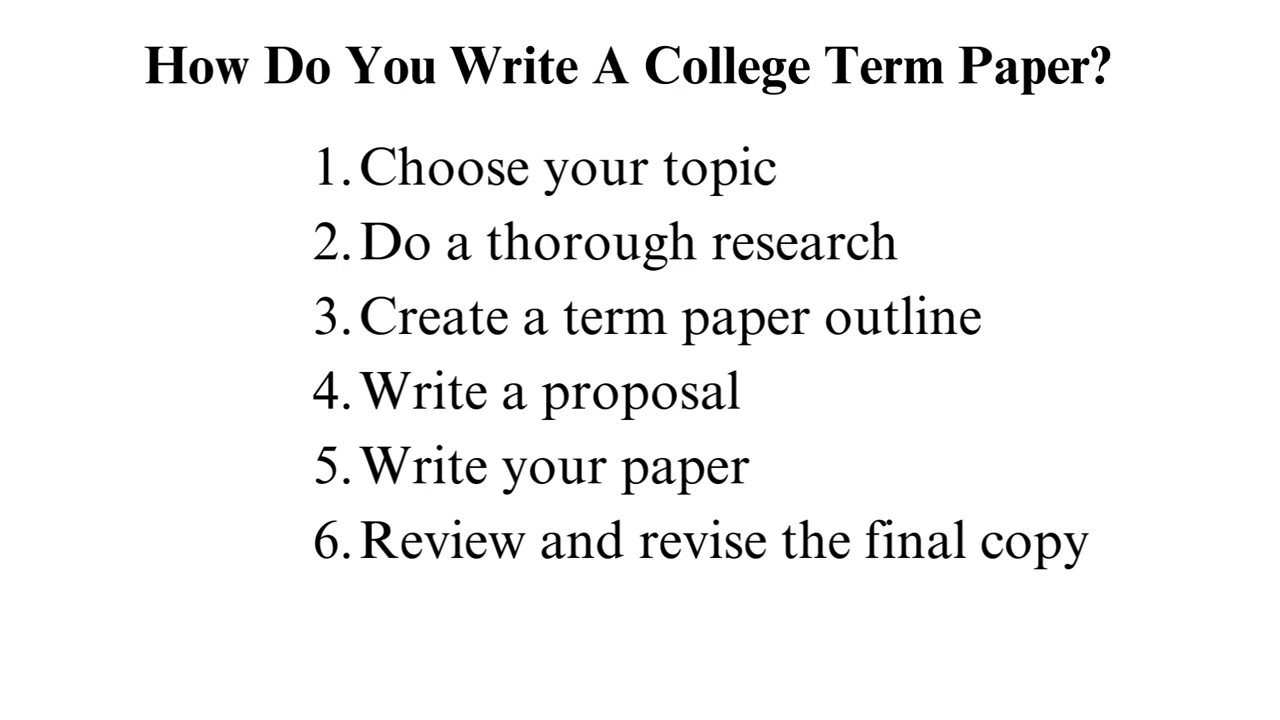 How Do You Write A College Term Paper?
1. Choose your topic
2. Do a thorough research
3. Create a term paper outline
4. Write a proposal
5. Write your paper
6. Review and revise the final copy